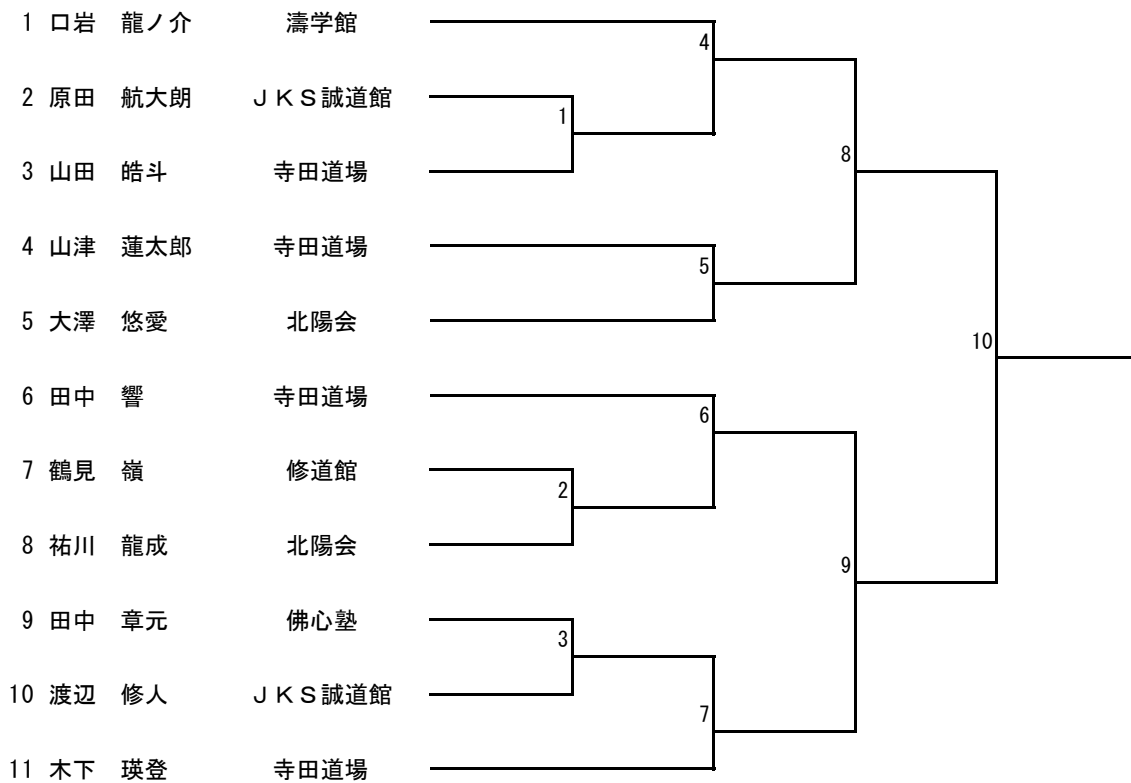 1 口岩 龍ノ介 濤学館
4
2 原田 航大朗 ＪＫＳ誠道館
1
3 山田 皓斗 寺田道場
8
4 山津 蓮太郎 寺田道場
5
5 大澤 悠愛 北陽会
10
6 田中 響 寺田道場
6
7 鶴見 嶺 修道館
2
8 祐川 龍成 北陽会
9
9 田中 章元 佛心塾
3
10 渡辺 修人 ＪＫＳ誠道館
7
11 木下 瑛登 寺田道場